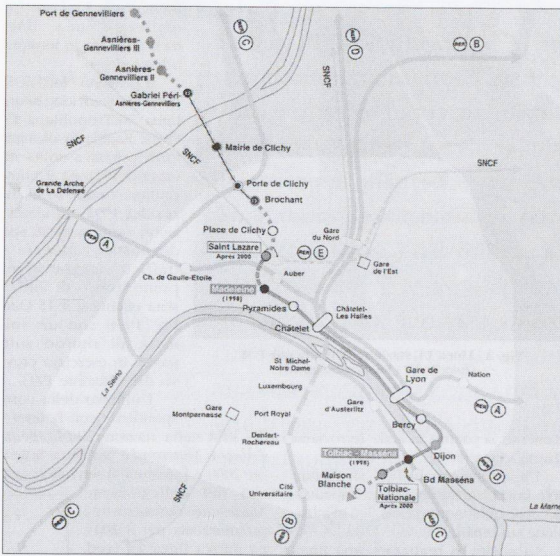 Port de Gennevilliers
Asnières-
Gennevilliers III
Asnières-
Gennevilliers II
Gabriel Péri-
Asnières-Gennevilliers
RER C
RER D
RER B
SNCF
SNCF
SNCF
Mairie de Clichy
Grande Arche
de La Défense
Porte de Clichy
Brochant
RER A
Place de Clichy
Gare
du Nord
Saint Lazare
Après 2000
RER E
Gare
de l'Est
Ch. de Gaulle-Etoile
Auber
Madeleine
(1998)
Pyramides
Châtelet-
Les Halles
Châtelet
La Seine
St Michel-
Notre Dame
Gare de
Lyon
Nation
Luxembourg
Gare
Montparnasse
Port Royal
Gare
d'Austerlitz
RER A
Denfert-
Rochereau
Bercy
Tolbiac - Masséna
(1998)
Dijon
RER D
Maison
Blanche
Bd Masséna
SNCF
Cité
Universitaire
Tolbiac-
Nationale
Après 2000
La Marne
RER C
RER B
RER C